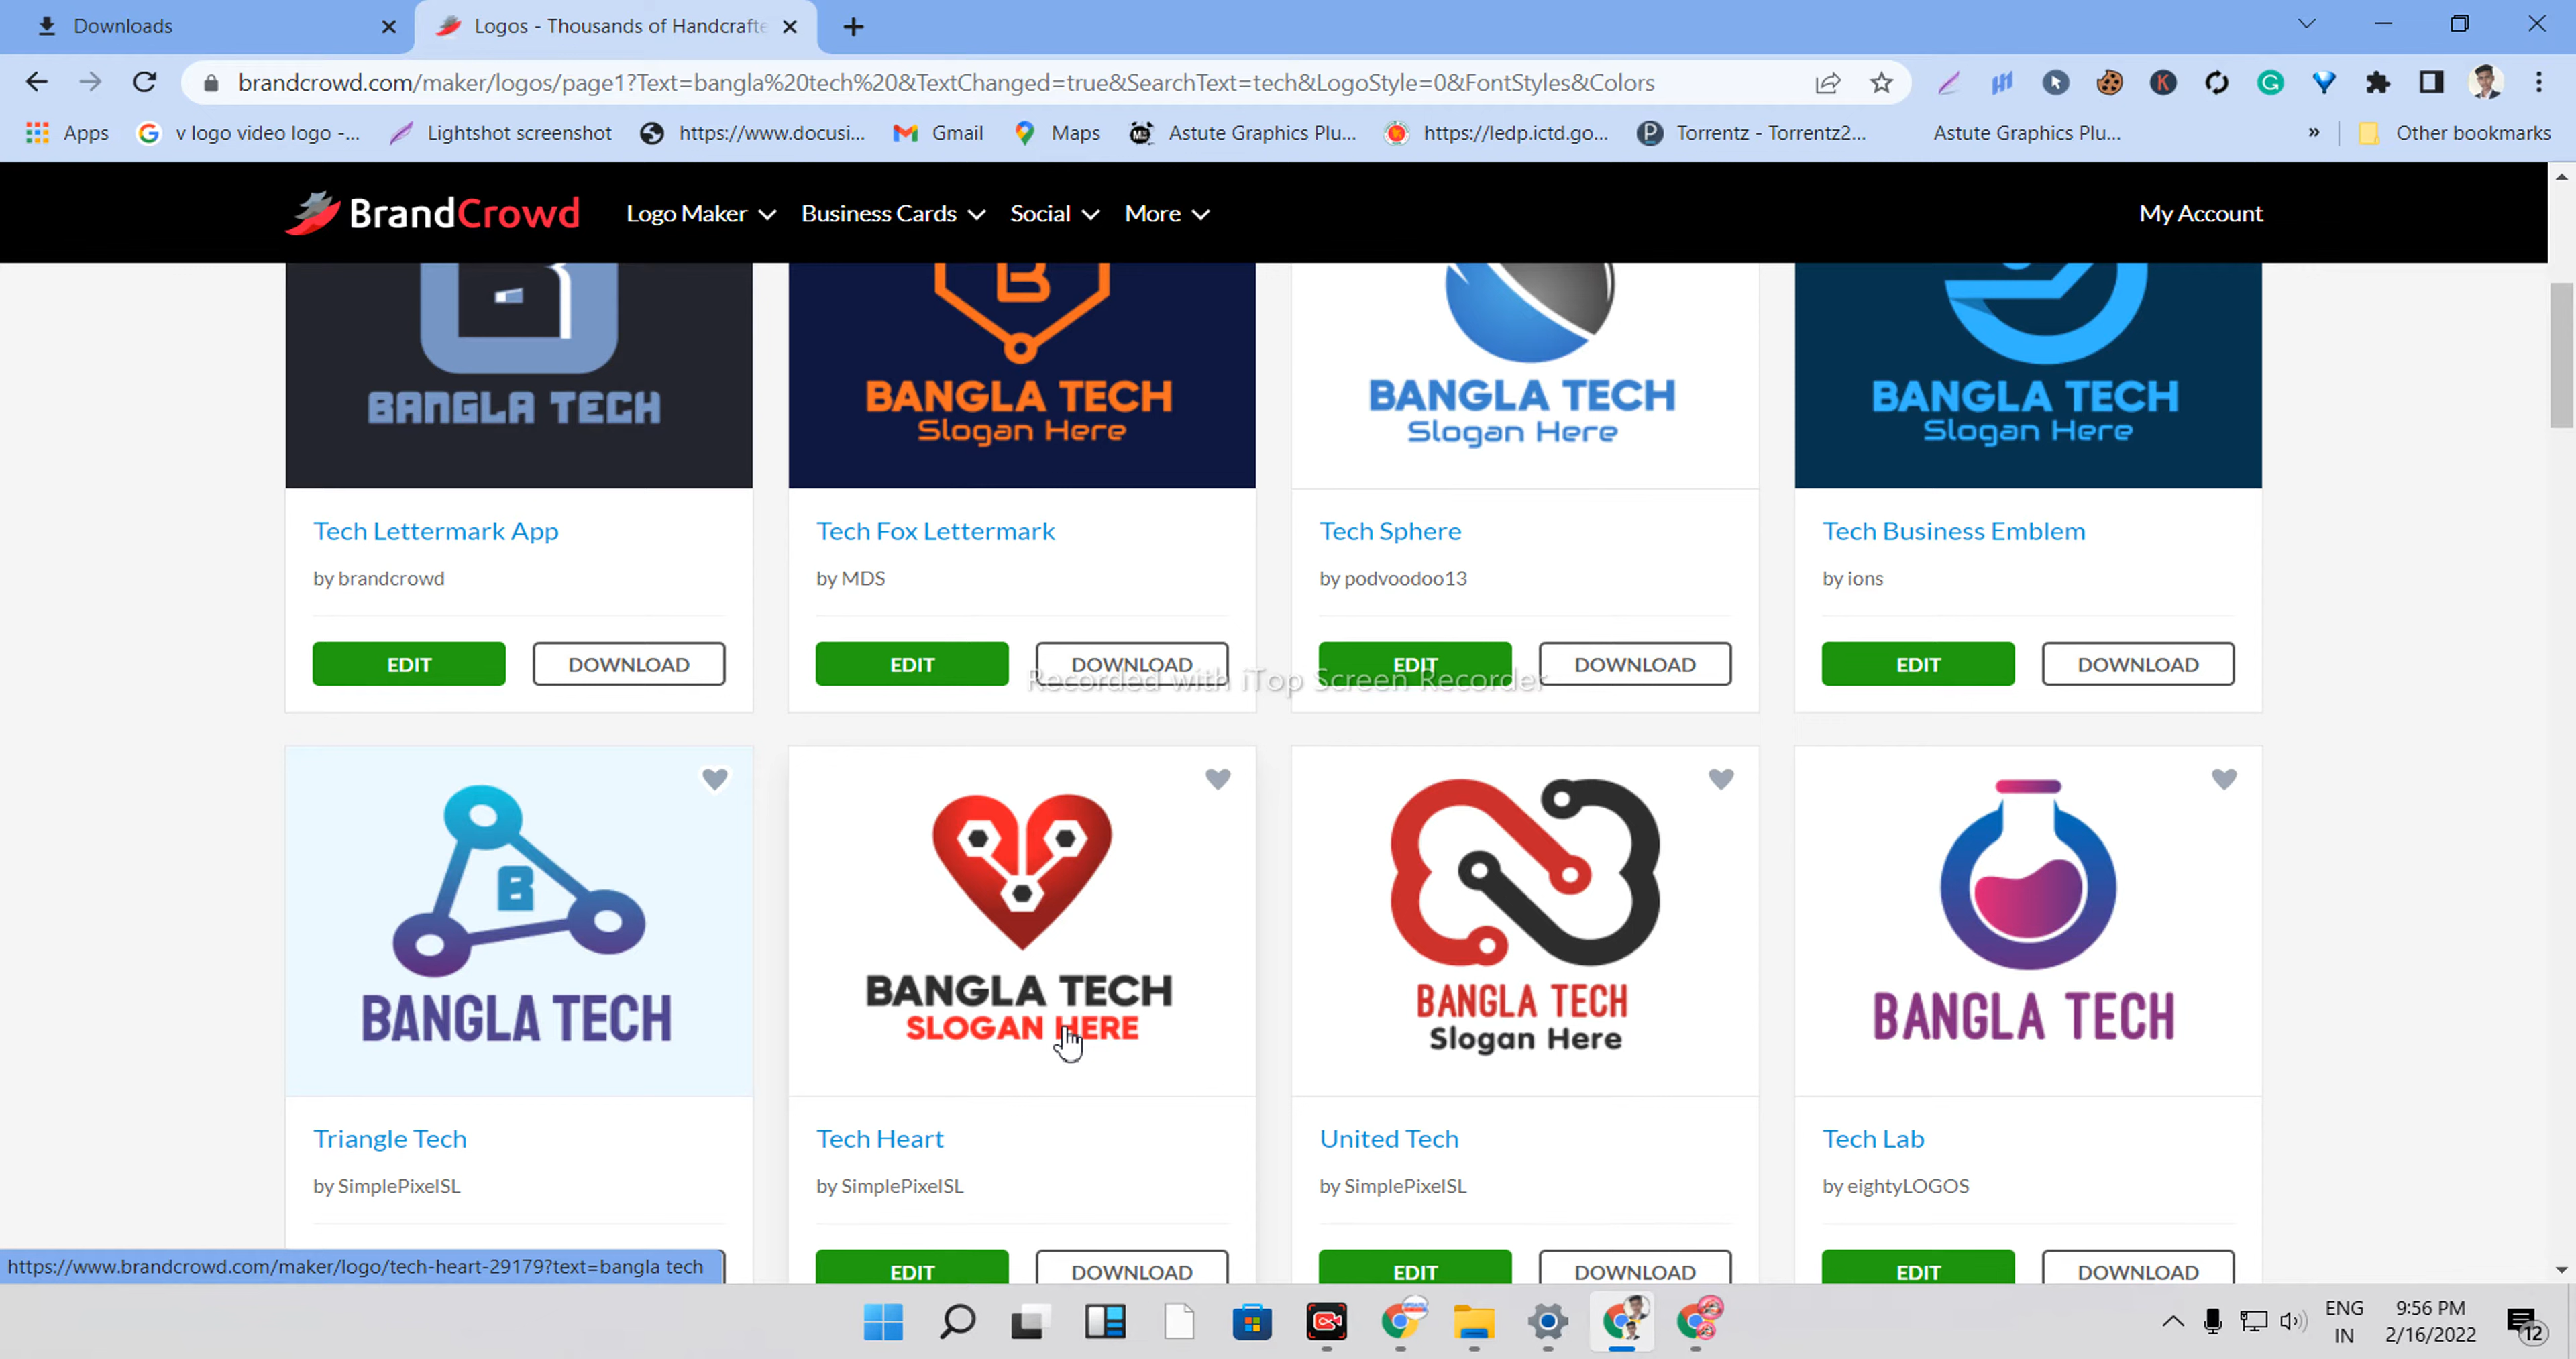 Downloads
Logos - Thousands of Handcrafte
brandcrowd.com/maker/logos/page1?Text=bangla%20tech%20&TextChanged=true&SearchText=tech&LogoStyle=0&FontStyles&Colors
Apps
v logo video logo -...
Lightshot screenshot
https://www.docusi...
Gmail
Maps
Astute Graphics Plu...
https://ledp.ictd.go...
Torrentz - Torrentz2...
Astute Graphics Plu...
»
Other bookmarks
BrandCrowd
Logo Maker
Business Cards
Social
More
My Account
B
BANGLA TECH
BANGLA TECH
Slogan Here
BANGLA TECH
Slogan Here
BANGLA TECH
Slogan Here
Tech Lettermark App
Tech Fox Lettermark
Tech Sphere
Tech Business Emblem
by brandcrowd
by MDS
by podvoodoo13
by ions
EDIT
DOWNLOAD
EDIT
DOWNLOAD
EDIT
DOWNLOAD
EDIT
DOWNLOAD
Recorded with iTop Screen Recorder
B
BANGLA TECH
BANGLA TECH
SLOGAN HERE
BANGLA TECH
Slogan Here
BANGLA TECH
Triangle Tech
Tech Heart
United Tech
Tech Lab
by SimplePixelSL
by SimplePixelSL
by SimplePixelSL
by eightyLOGOS
EDIT
DOWNLOAD
EDIT
DOWNLOAD
EDIT
DOWNLOAD
https://www.brandcrowd.com/maker/logo/tech-heart-29179?text=bangla tech
ENG
IN
9:56 PM
2/16/2022
12